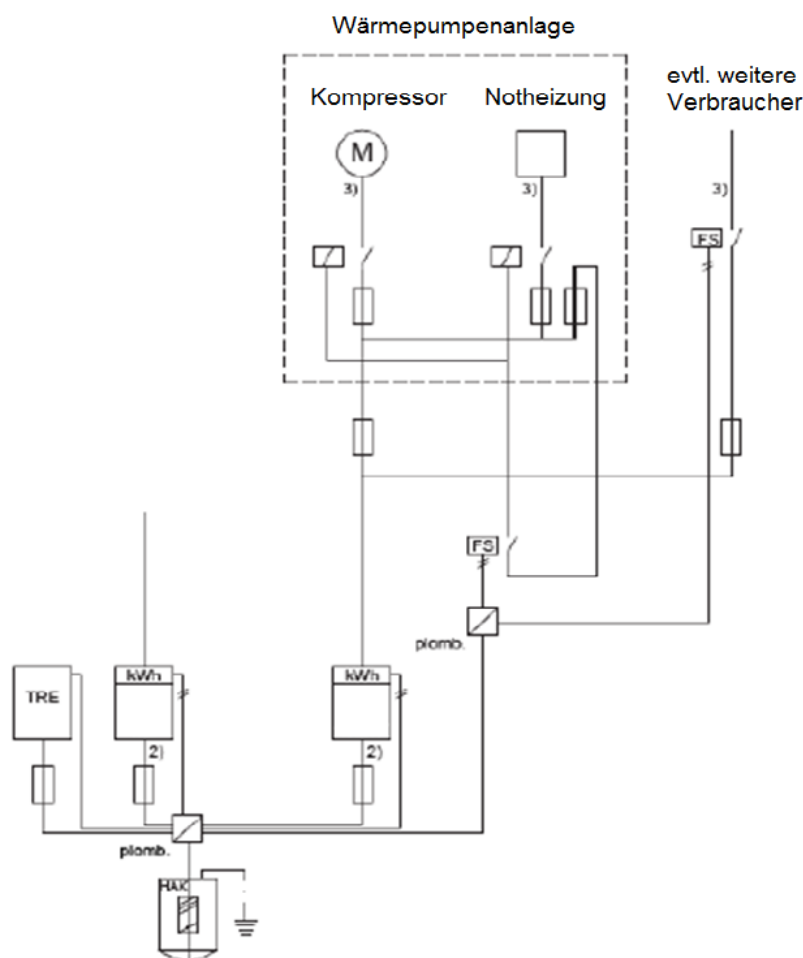 Wärmepumpenanlage
evtl. weitere
Verbraucher
Kompressor
Notheizung
M
3)
3)
3)
FS
FS
plomb.
kWh
kWh
TRE
2)
2)
plomb.
HAK